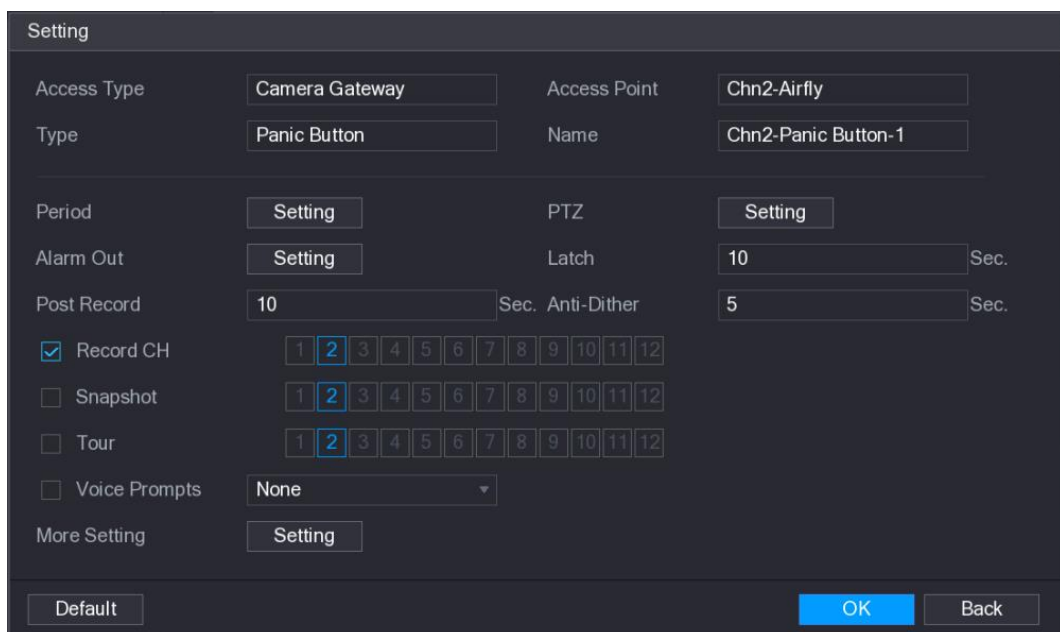 Setting
Access Type Camera Gateway Access Point Chn2-Airfly
Type Panic Button Name Chn2-Panic Button-1
Period Setting PTZ Setting
Alarm Out Setting Latch 10 Sec.
Post Record 10 Sec. Anti-Dither 5 Sec.
Record CH 1 2 3 4 5 6 7 8 9 10 11 12
Snapshot 1 2 3 4 5 6 7 8 9 10 11 12
Tour 1 2 3 4 5 6 7 8 9 10 11 12
Voice Prompts None
More Setting Setting
Default OK Back